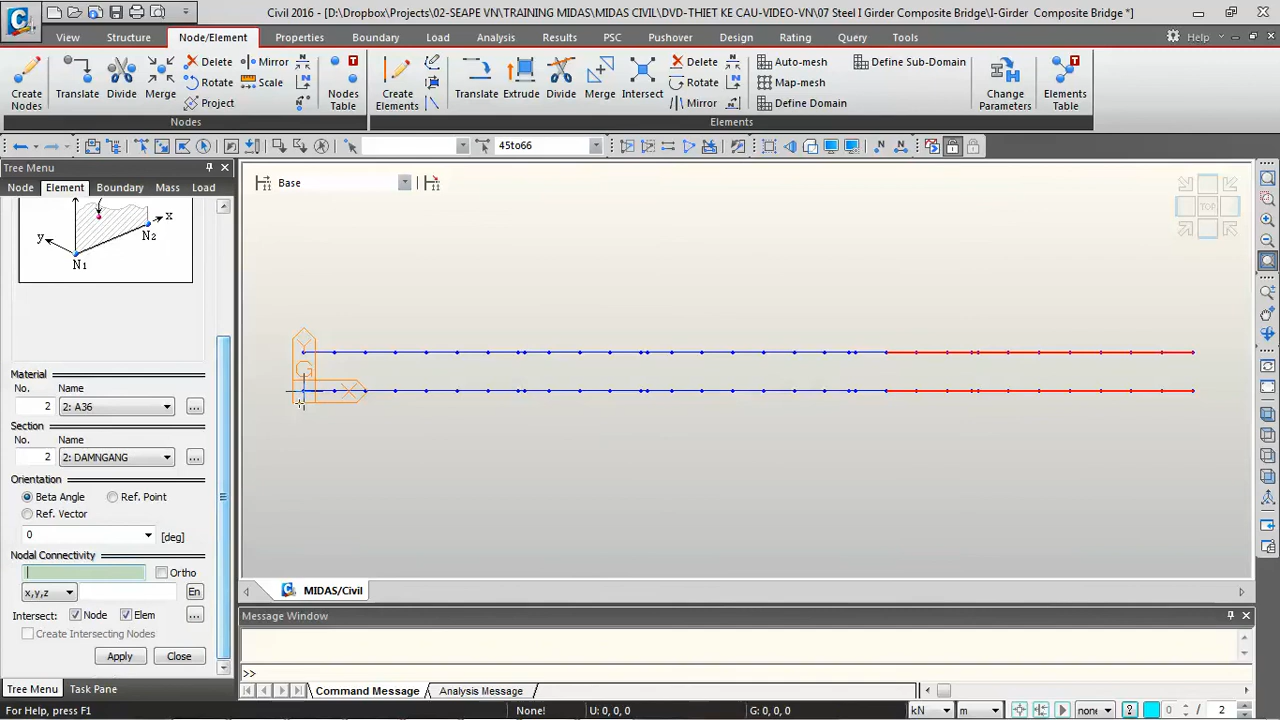 Civil 2016 - [D:\Dropbox\Projects\02-SEAPE VN\TRAINING MIDAS\MIDAS CIVIL\DVD-THIET KE CAU-VIDEO-VN\07 Steel I Girder Composite Bridge\I-Girder Composite Bridge *]
View Structure Node/Element Properties Boundary Load Analysis Results PSC Pushover Design Rating Query Tools Help
Create Nodes Translate Divide Merge Delete Rotate Project Mirror Scale Nodes Table
Create Elements Translate Extrude Divide Merge Intersect Delete Rotate Mirror Auto-mesh Map-mesh Define Domain Define Sub-Domain Change Parameters Elements Table
Nodes Elements
45to66
Tree Menu
Node Element Boundary Mass Load
Base
TOP
x
y
N2
N1
Y
G
X
Material
No. Name
2 2: A36 ...
Section
No. Name
2 2: DAMNGANG ...
Orientation
Beta Angle Ref. Point
Ref. Vector
0 [deg]
Nodal Connectivity
Ortho
x,y,z En
Intersect: Node Elem ...
Create Intersecting Nodes
Apply Close
MIDAS/Civil
Message Window
>>
Tree Menu Task Pane
Command Message Analysis Message
For Help, press F1 None! U: 0, 0, 0 G: 0, 0, 0 kN m none ? 0 / 2